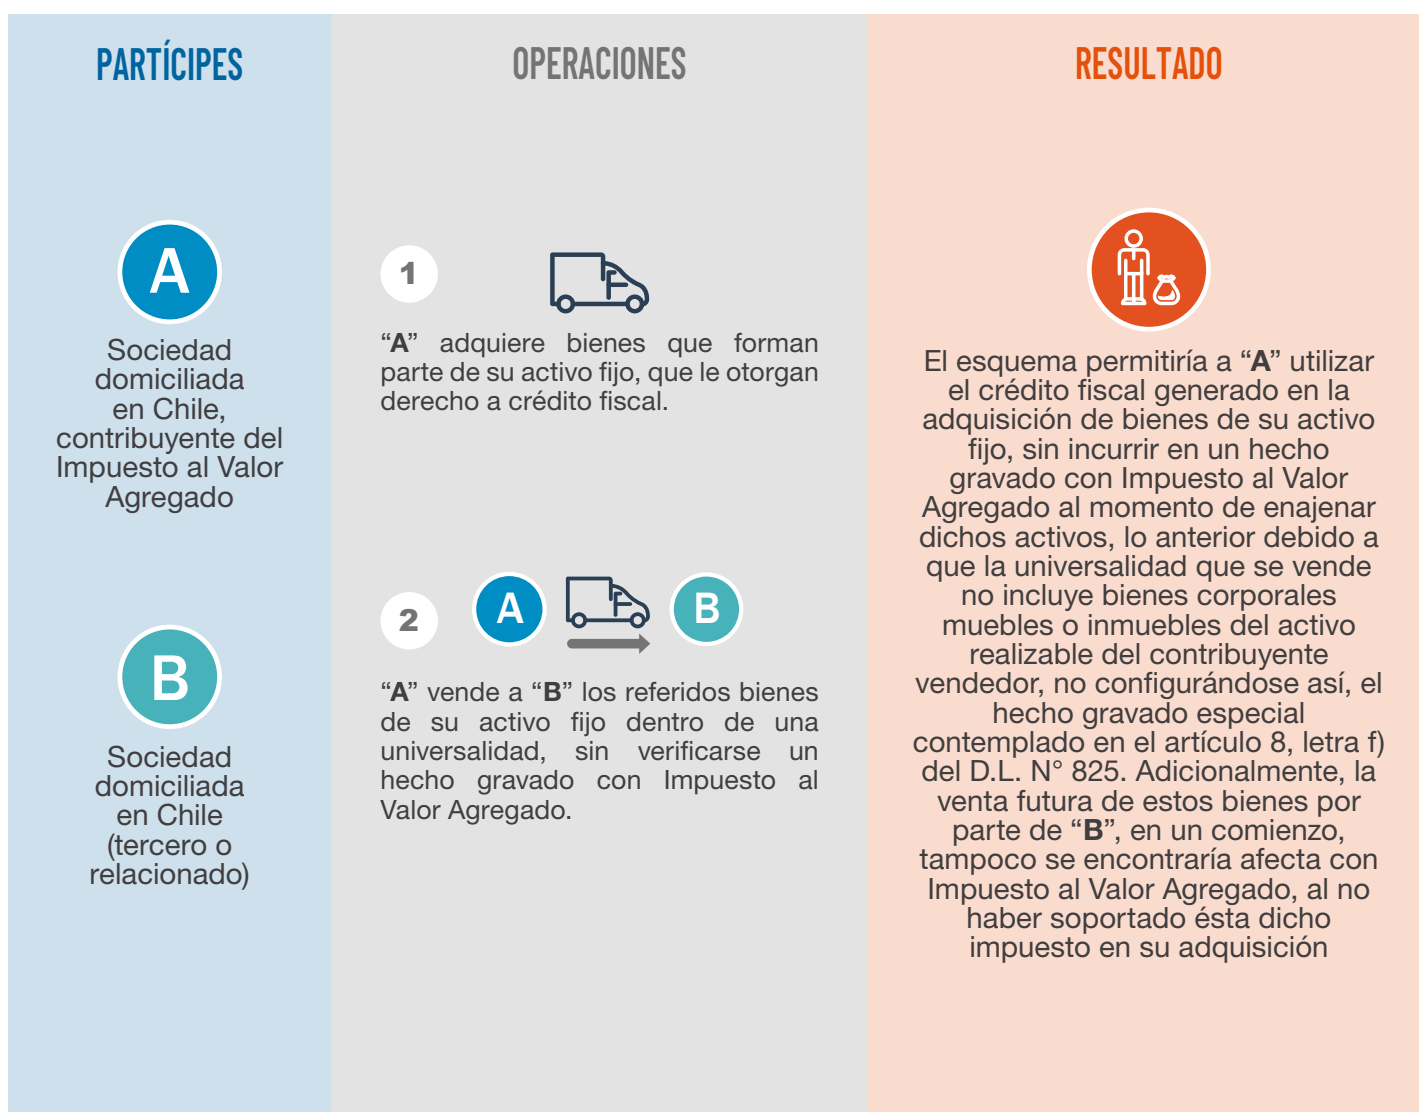 PARTÍCIPES
A
Sociedad
domiciliada
en Chile,
contribuyente del
Impuesto al Valor
Agregado
B
Sociedad
domiciliada
en Chile
(tercero o
relacionado)
OPERACIONES
1
“A” adquiere bienes que forman
parte de su activo fijo, que le otorgan
derecho a crédito fiscal.
2
A
B
“A” vende a “B” los referidos bienes
de su activo fijo dentro de una
universalidad, sin verificarse un
hecho gravado con Impuesto al
Valor Agregado.
RESULTADO
El esquema permitiría a “A” utilizar
el crédito fiscal generado en la
adquisición de bienes de su activo
fijo, sin incurrir en un hecho
gravado con Impuesto al Valor
Agregado al momento de enajenar
dichos activos, lo anterior debido a
que la universalidad que se vende
no incluye bienes corporales
muebles o inmuebles del activo
realizable del contribuyente
vendedor, no configurándose así, el
hecho gravado especial
contemplado en el artículo 8, letra f)
del D.L. N° 825. Adicionalmente, la
venta futura de estos bienes por
parte de “B”, en un comienzo,
tampoco se encontraría afecta con
Impuesto al Valor Agregado, al no
haber soportado ésta dicho
impuesto en su adquisición